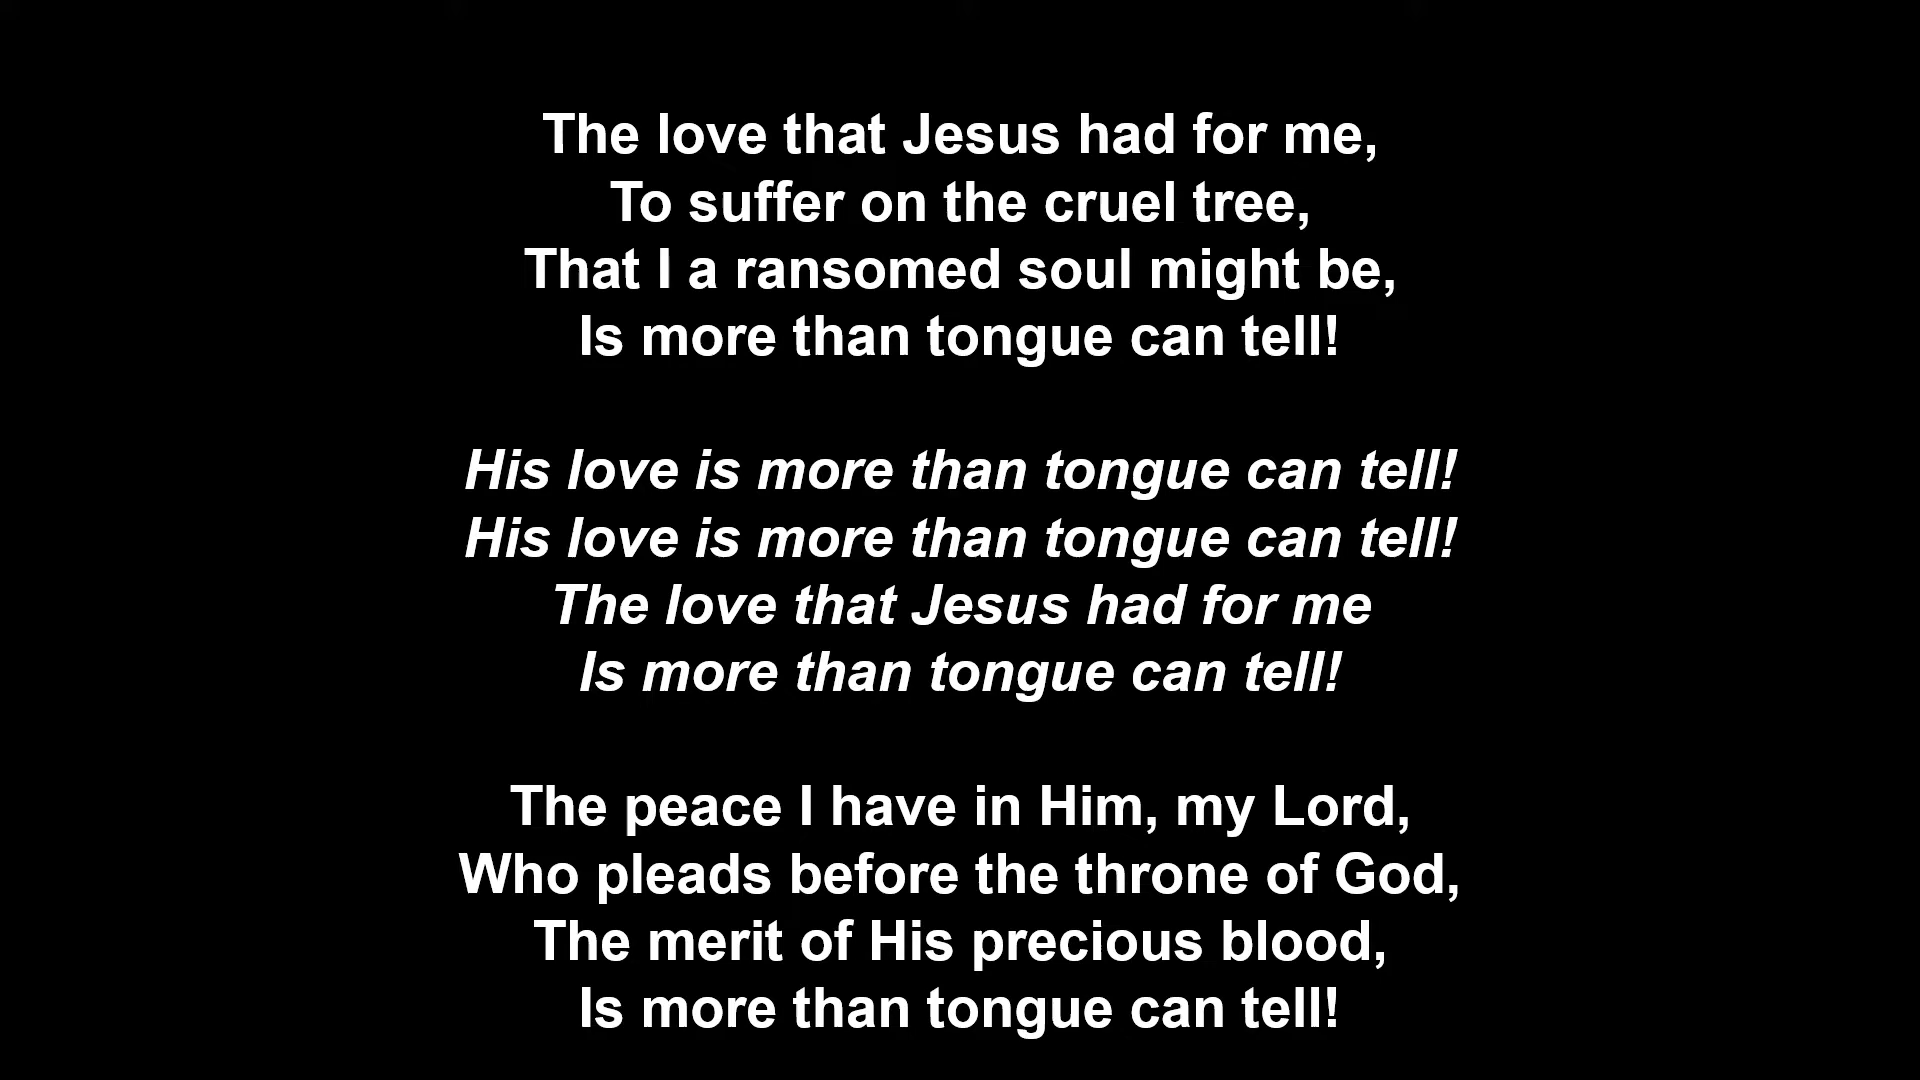 The love that Jesus had for me,
To suffer on the cruel tree,
That I a ransomed soul might be,
Is more than tongue can tell!
His love is more than tongue can tell!
His love is more than tongue can tell!
The love that Jesus had for me
Is more than tongue can tell!
The peace I have in Him, my Lord,
Who pleads before the throne of God,
The merit of His precious blood,
Is more than tongue can tell!